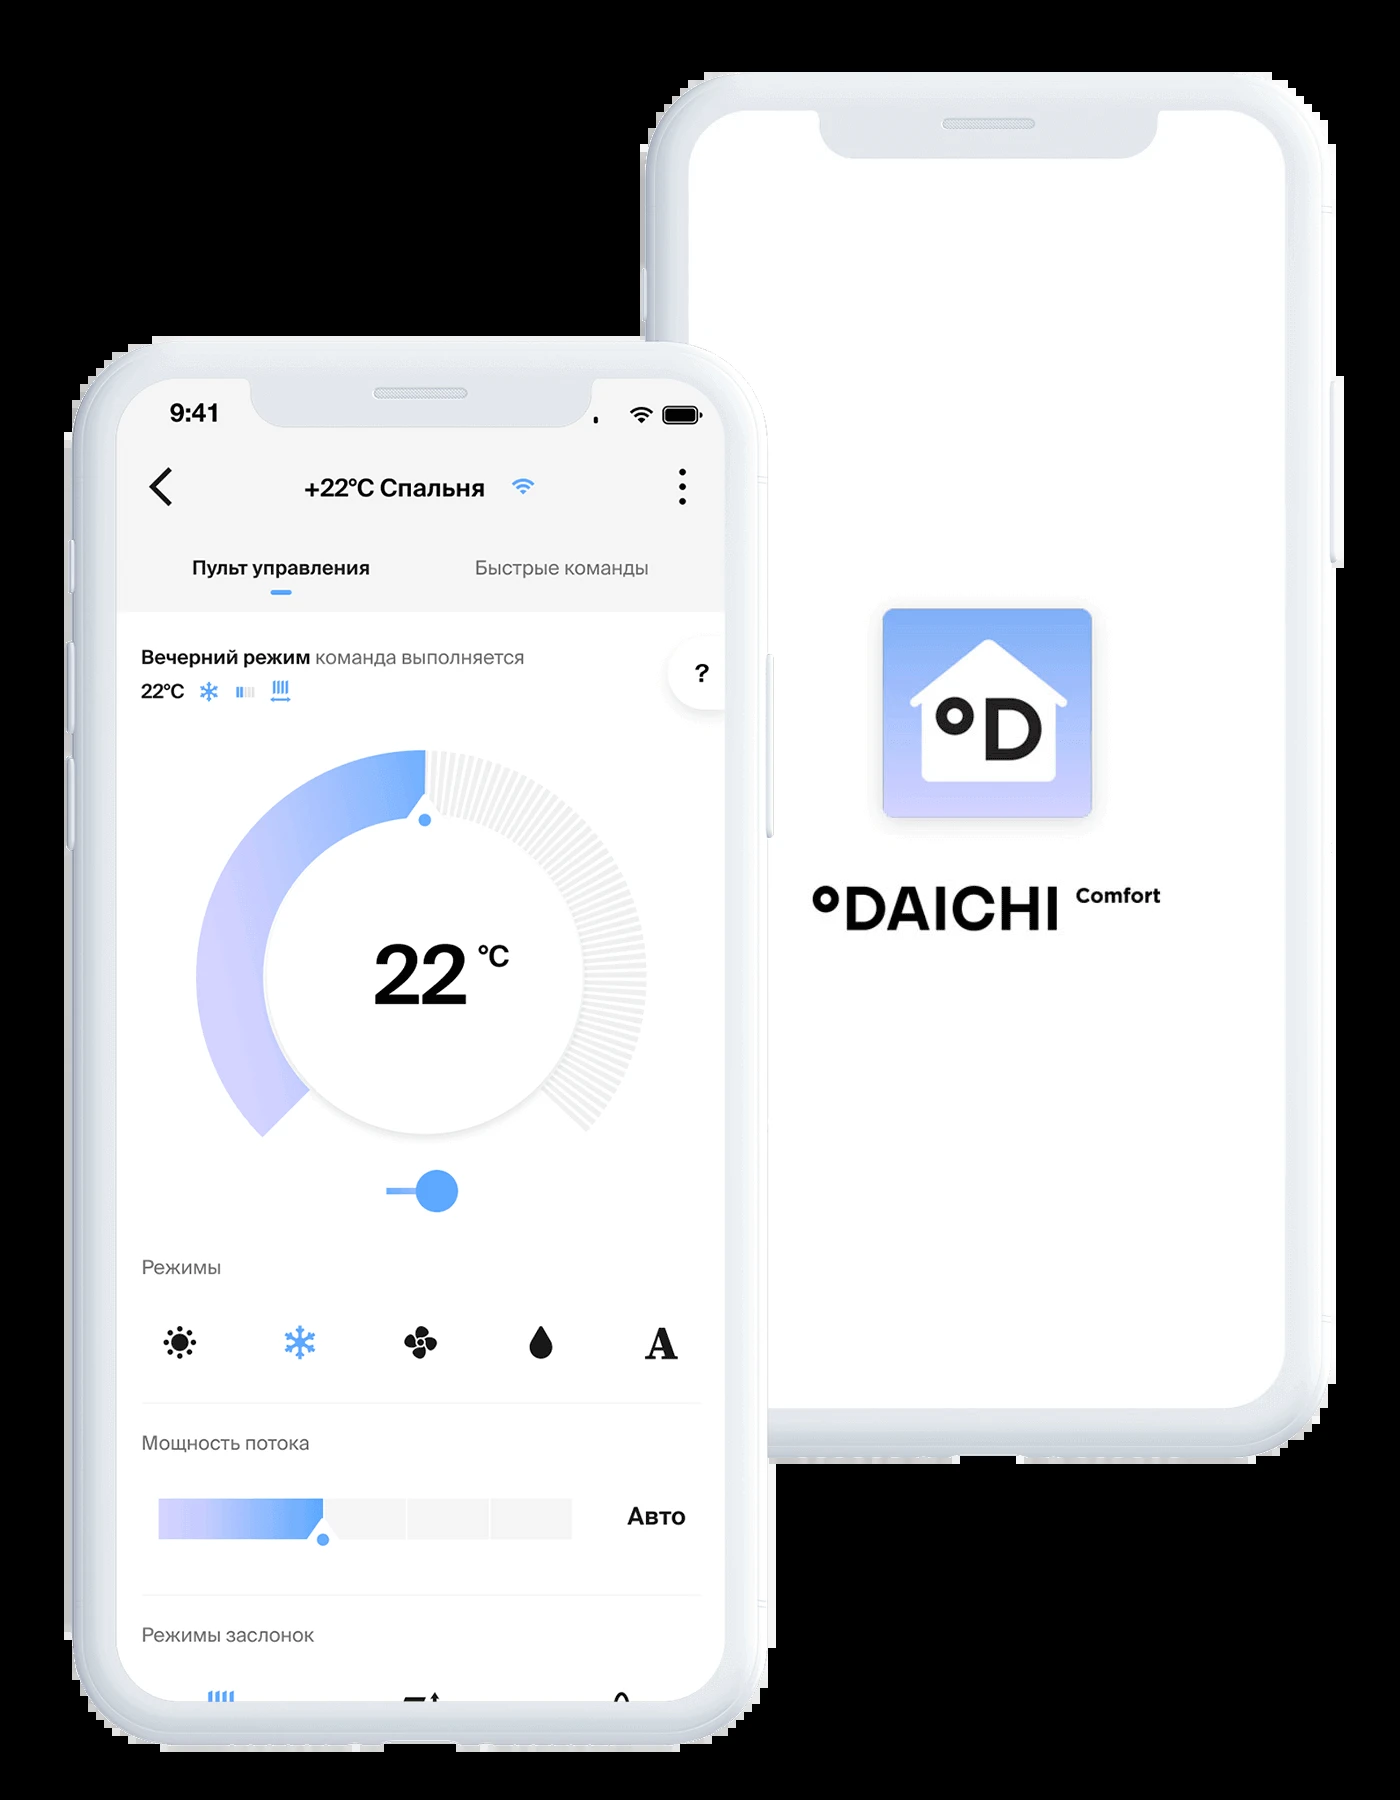 9:41
+22°C Спальня
Пульт управления
Быстрые команды
Вечерний режим команда выполняется
22°C
?
22 °C
Режимы
A
Мощность потока
Авто
Режимы заслонок
°D
°DAICHI Comfort